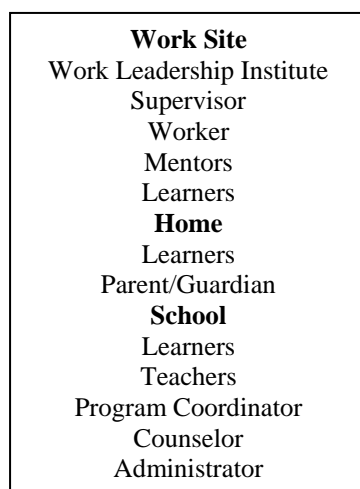 Work Site
Work Leadership Institute
Supervisor
Worker
Mentors
Learners
Home
Learners
Parent/Guardian
School
Learners
Teachers
Program Coordinator
Counselor
Administrator